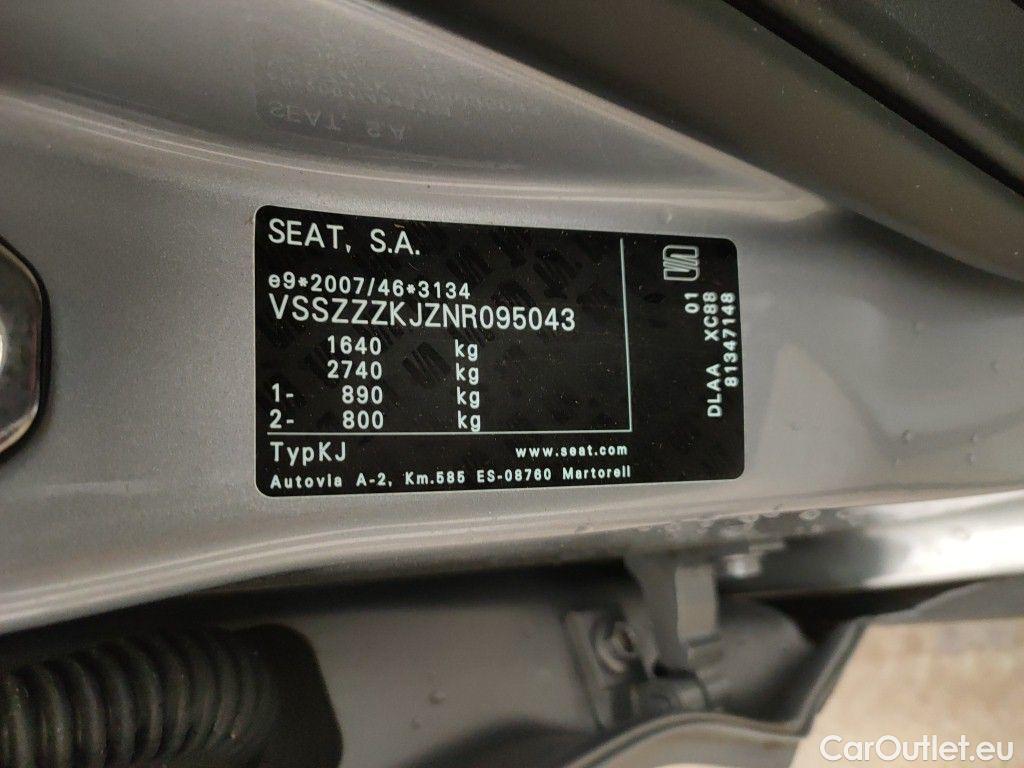 SEAT, S.A.
e9*2007/46*3134
VSSZZZKJZNR095043
1640 kg
2740 kg
1- 890 kg
2- 800 kg
TypKJ www.seat.com
Autovia A-2, Km.585 ES-08760 Martorell
01
DLAA XC88
81347148
SEAT, S.A
CarOutlet.eu